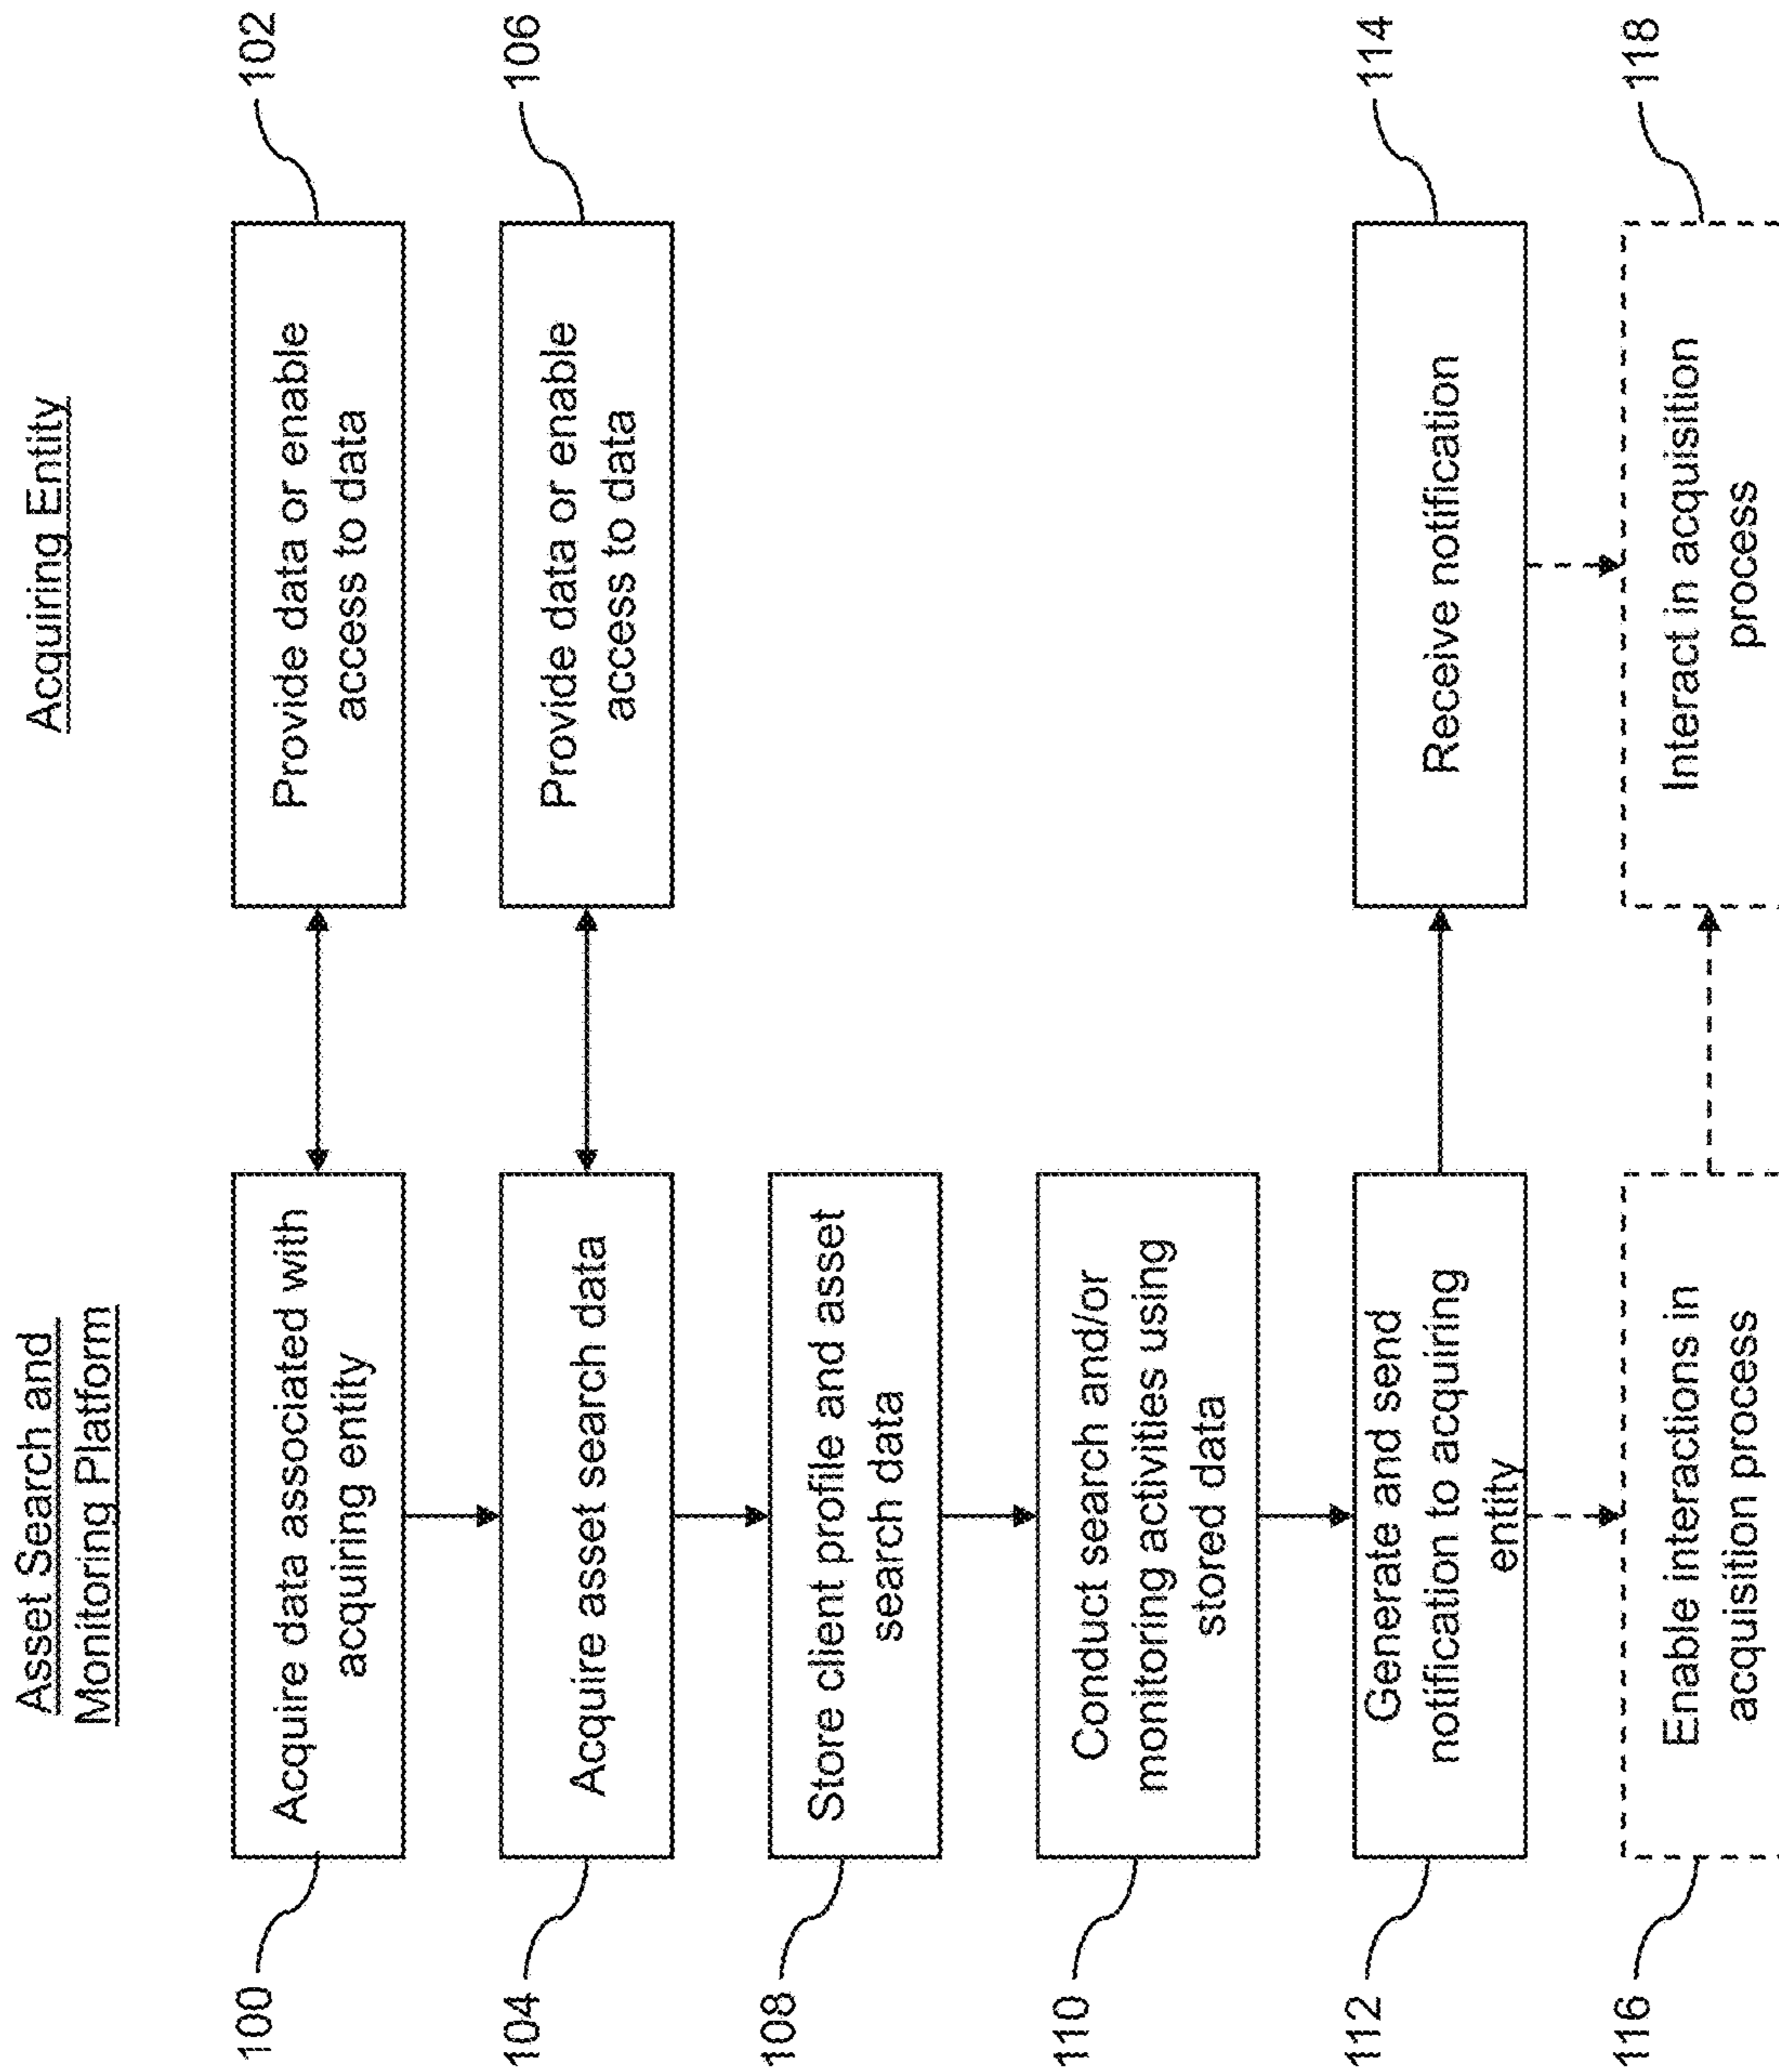 Asset Search and
Monitoring Platform
Acquiring Entity
100
Acquire data associated with
acquiring entity
Provide data or enable
access to data
102
104
Acquire asset search data
Provide data or enable
access to data
106
108
Store client profile and asset
search data
110
Conduct search and/or
monitoring activities using
stored data
112
Generate and send
notification to acquiring
entity
Receive notification
114
116
Enable interactions in
acquisition process
Interact in acquisition
process
118